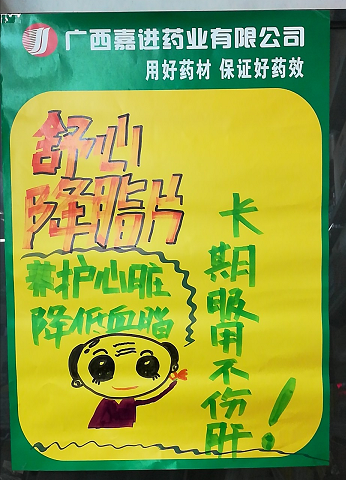 广西嘉进药业有限公司
用好药材 保证好药效
舒心
降脂片
养护心脏
降低血脂
长期服用不伤肝！